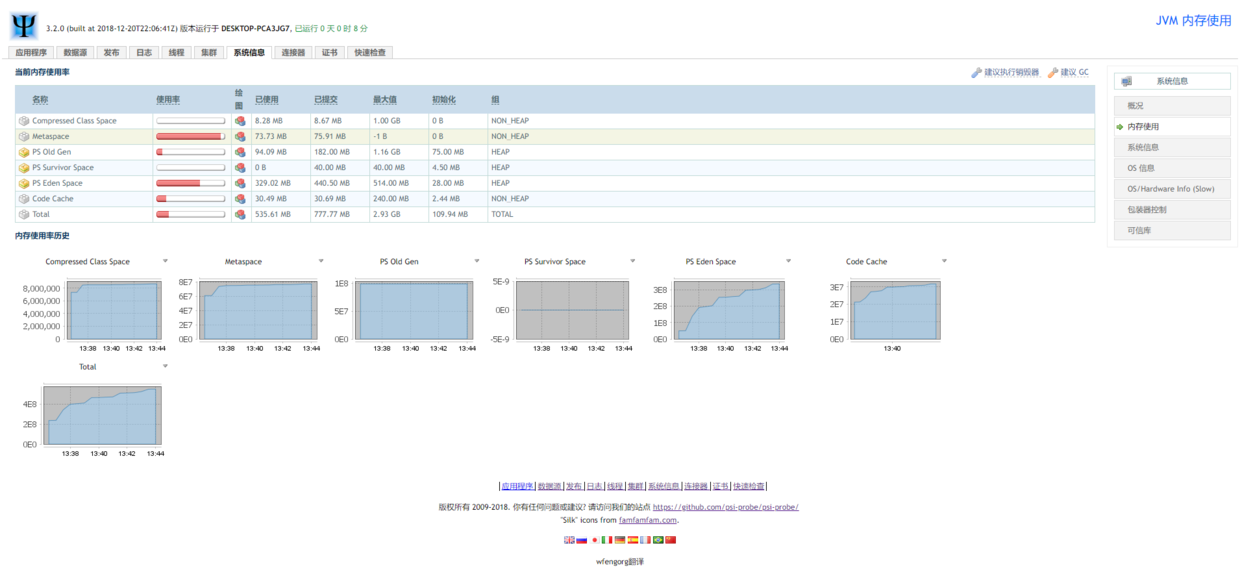 JVM 内存使用
3.2.0 (built at 2018-12-20T22:06:41Z) 版本运行于 DESKTOP-PCA3JG7, 已运行 0 天 0 时 8 分
应用程序 数据源 发布 日志 线程 集群 系统信息 连接器 证书 快速检查
当前内存使用率 建议执行销毁器 建议 GC
名称 使用率 绘图 已使用 已提交 最大值 初始化 组
Compressed Class Space 8.28 MB 8.67 MB 1.00 GB 0 B NON_HEAP
Metaspace 73.73 MB 75.91 MB -1 B 0 B NON_HEAP
PS Old Gen 94.09 MB 182.00 MB 1.16 GB 75.00 MB HEAP
PS Survivor Space 0 B 40.00 MB 40.00 MB 4.50 MB HEAP
PS Eden Space 329.02 MB 440.50 MB 514.00 MB 28.00 MB HEAP
Code Cache 30.49 MB 30.69 MB 240.00 MB 2.44 MB NON_HEAP
Total 535.61 MB 777.77 MB 2.93 GB 109.94 MB TOTAL
系统信息
概况
内存使用
系统信息
OS 信息
OS/Hardware Info (Slow)
包装器控制
可信库
内存使用率历史
Compressed Class Space
8,000,000
6,000,000
4,000,000
2,000,000
0
13:38 13:40 13:42 13:44
Metaspace
8E7
6E7
4E7
2E7
0E0
13:38 13:40 13:42 13:44
PS Old Gen
1E8
5E7
0E0
13:38 13:40 13:42 13:44
PS Survivor Space
5E-9
0E0
-5E-9
13:38 13:40 13:42 13:44
PS Eden Space
3E8
2E8
1E8
0E0
13:38 13:40 13:42 13:44
Code Cache
3E7
2E7
1E7
0E0
13:40
Total
4E8
2E8
0E0
13:38 13:40 13:42 13:44
|应用程序|数据源|发布|日志|线程|集群|系统信息|连接器|证书|快速检查|
版权所有 2009-2018. 你有任何问题或建议? 请访问我们的站点 https://github.com/psi-probe/psi-probe/
"Silk" icons from famfamfam.com.
wfengorg翻译